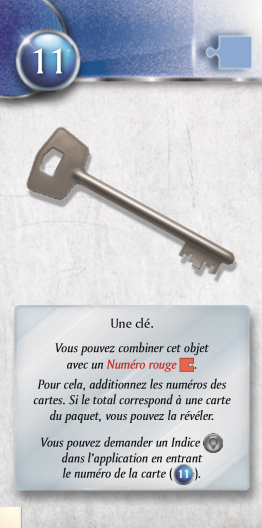 11
Une clé.
Vous pouvez combiner cet objet
avec un Numéro rouge .
Pour cela, additionnez les numéros des
cartes. Si le total correspond à une carte
du paquet, vous pouvez la révéler.
Vous pouvez demander un Indice
dans l'application en entrant
le numéro de la carte ( 11 ).